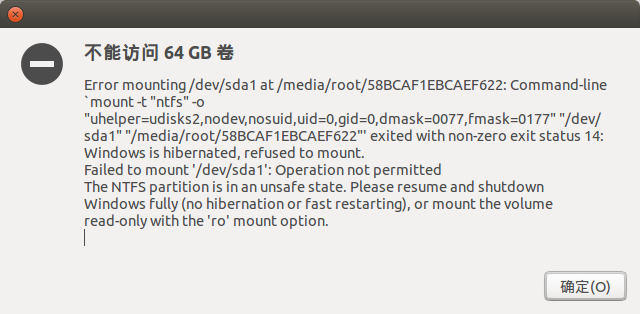 不能访问 64 GB 卷
Error mounting /dev/sda1 at /media/root/58BCAF1EBCAEF622: Command-line
`mount -t "ntfs" -o
"uhelper=udisks2,nodev,nosuid,uid=0,gid=0,dmask=0077,fmask=0177" "/dev/
sda1" "/media/root/58BCAF1EBCAEF622"' exited with non-zero exit status 14:
Windows is hibernated, refused to mount.
Failed to mount '/dev/sda1': Operation not permitted
The NTFS partition is in an unsafe state. Please resume and shutdown
Windows fully (no hibernation or fast restarting), or mount the volume
read-only with the 'ro' mount option.
确定(O)